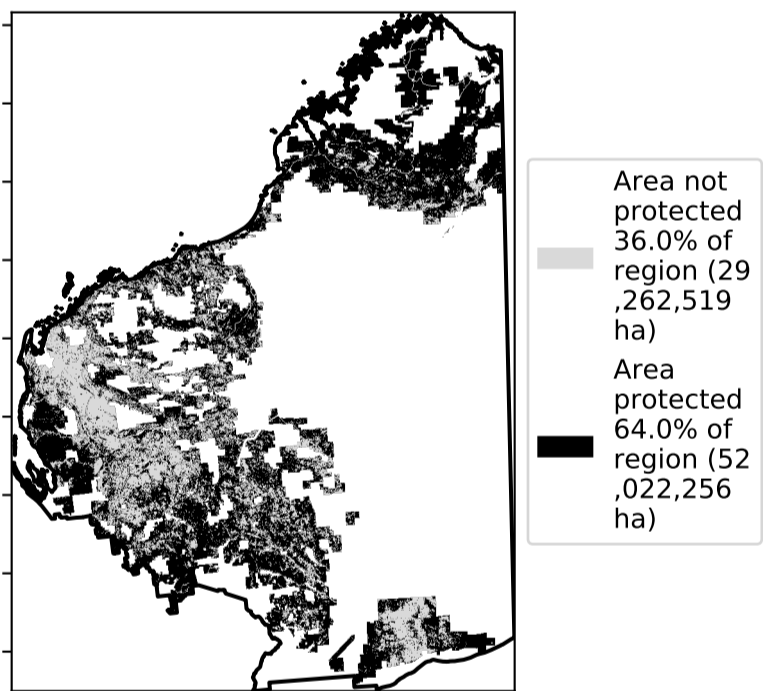 Area not
protected
36.0% of
region (29
,262,519
ha)
Area
protected
64.0% of
region (52
,022,256
ha)